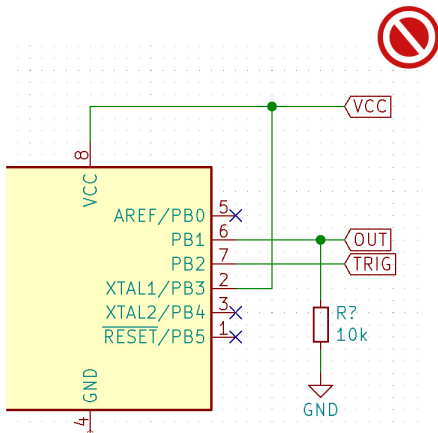 VCC
8
VCC
AREF/PB0 5
PB1 6 OUT
PB2 7 TRIG
XTAL1/PB3 2
XTAL2/PB4 3
RESET/PB5 1
R?
10k
GND
GND
4